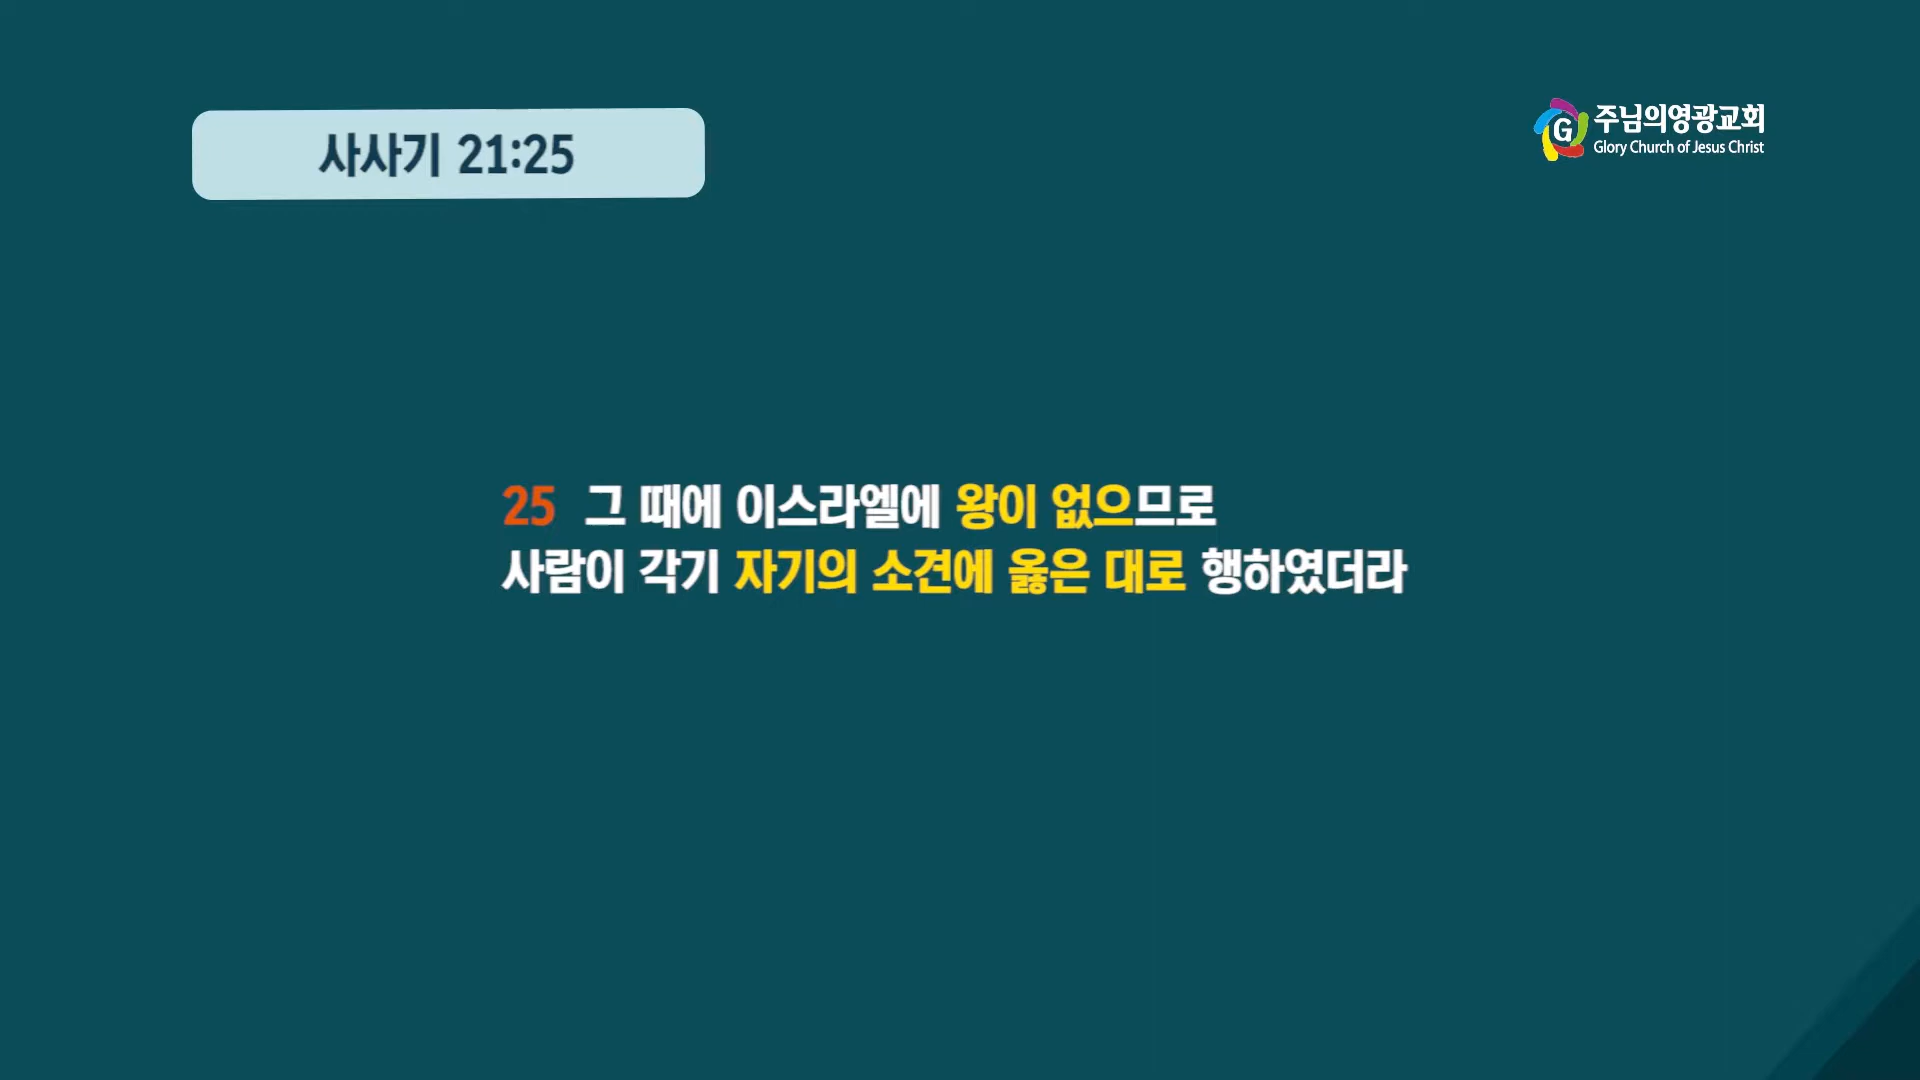 사사기 21:25
주님의영광교회
Glory Church of Jesus Christ
25 그 때에 이스라엘에 왕이 없으므로
사람이 각기 자기의 소견에 옳은 대로 행하였더라